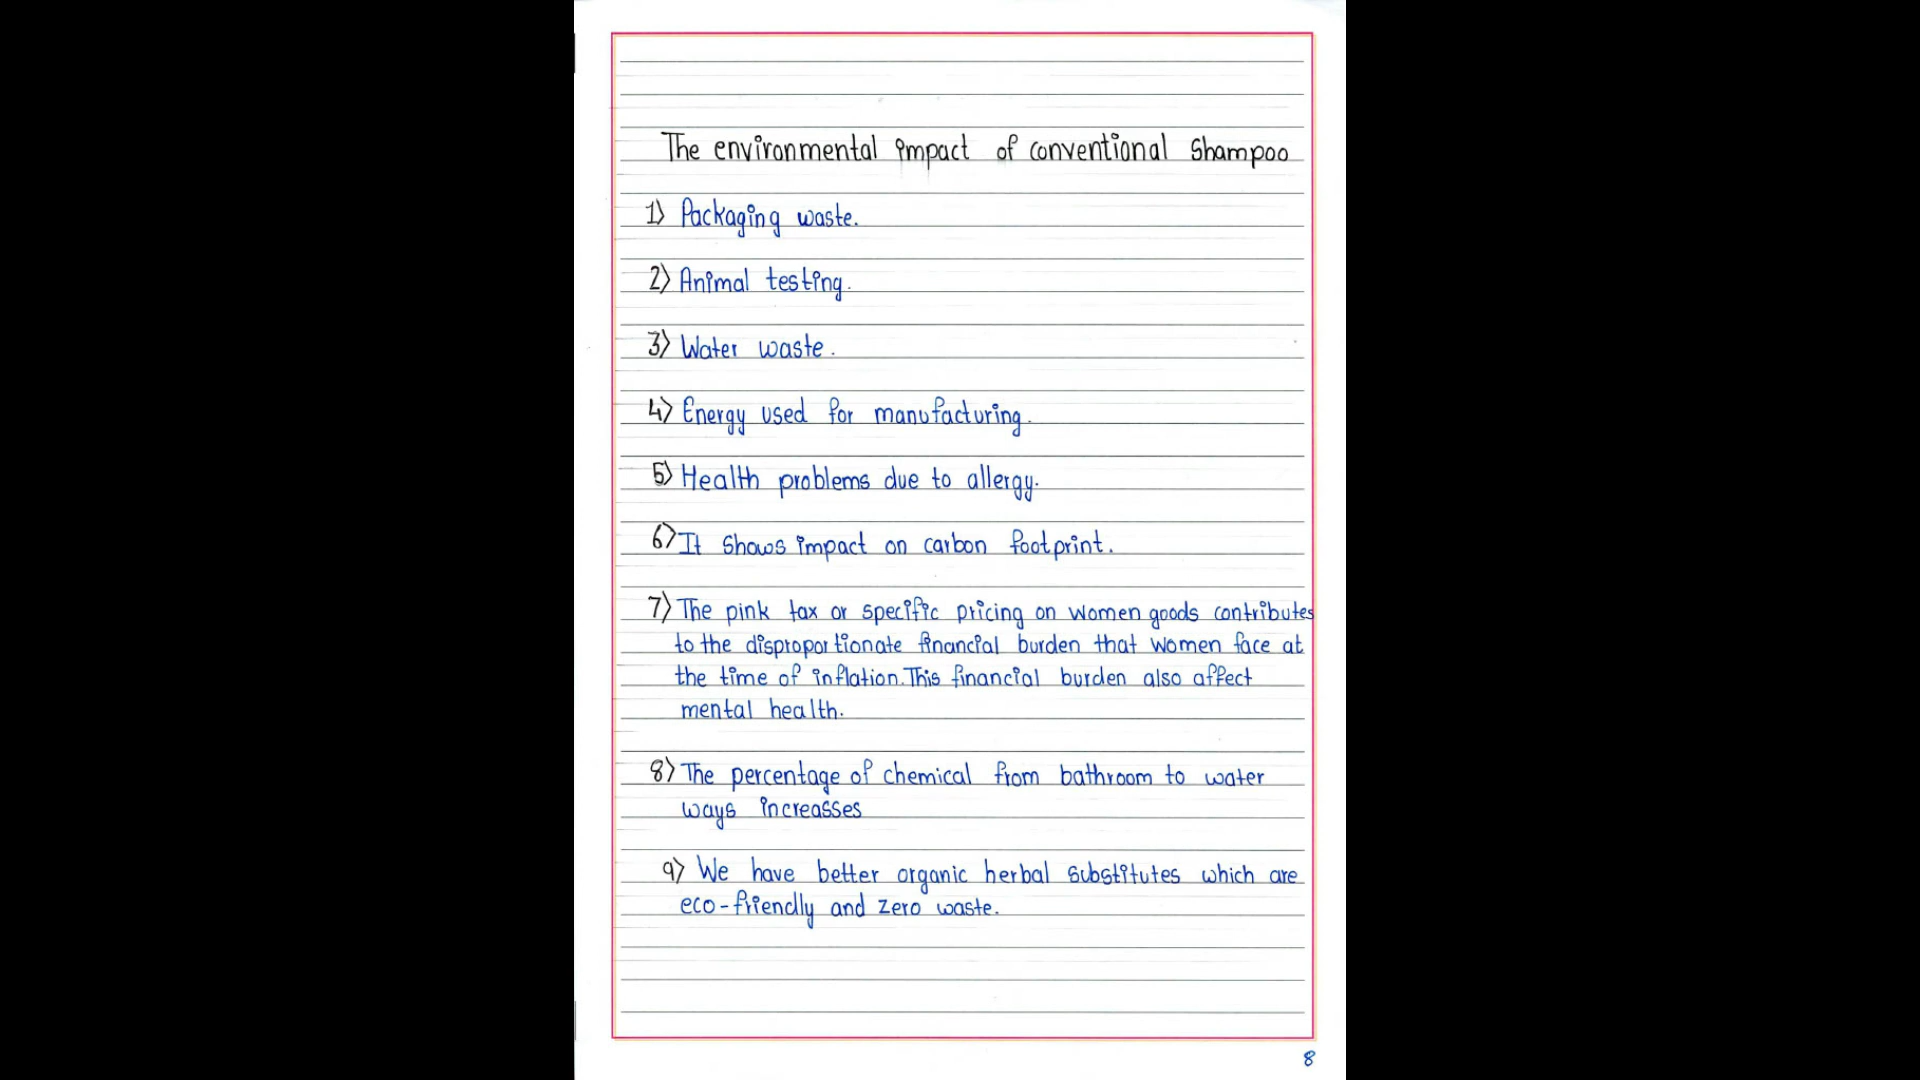 The environmental impact of conventional Shampoo
1) Packaging waste.
2) Animal testing.
3) Water waste.
4) Energy used for manufacturing.
5) Health problems due to allergy.
6) It shows impact on carbon footprint.
7) The pink tax or specific pricing on women goods contributes
to the disproportionate financial burden that women face at
the time of inflation. This financial burden also affect
mental health.
8) The percentage of chemical from bathroom to water
ways increasses
9) We have better organic herbal substitutes which are
eco-friendly and zero waste.
8